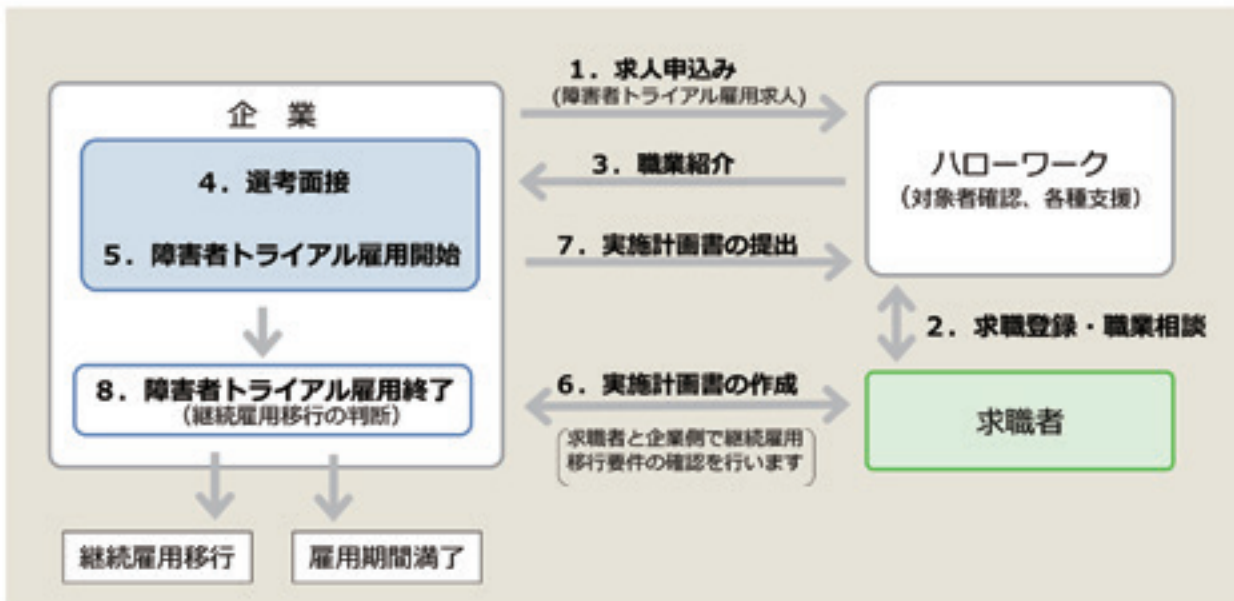 1．求人申込み
(障害者トライアル雇用求人)
企 業
4．選考面接
5．障害者トライアル雇用開始
3．職業紹介
ハローワーク
（対象者確認、各種支援）
7．実施計画書の提出
2．求職登録・職業相談
8．障害者トライアル雇用終了
（継続雇用移行の判断）
6．実施計画書の作成
求職者と企業側で継続雇用
移行要件の確認を行います
求職者
継続雇用移行
雇用期間満了